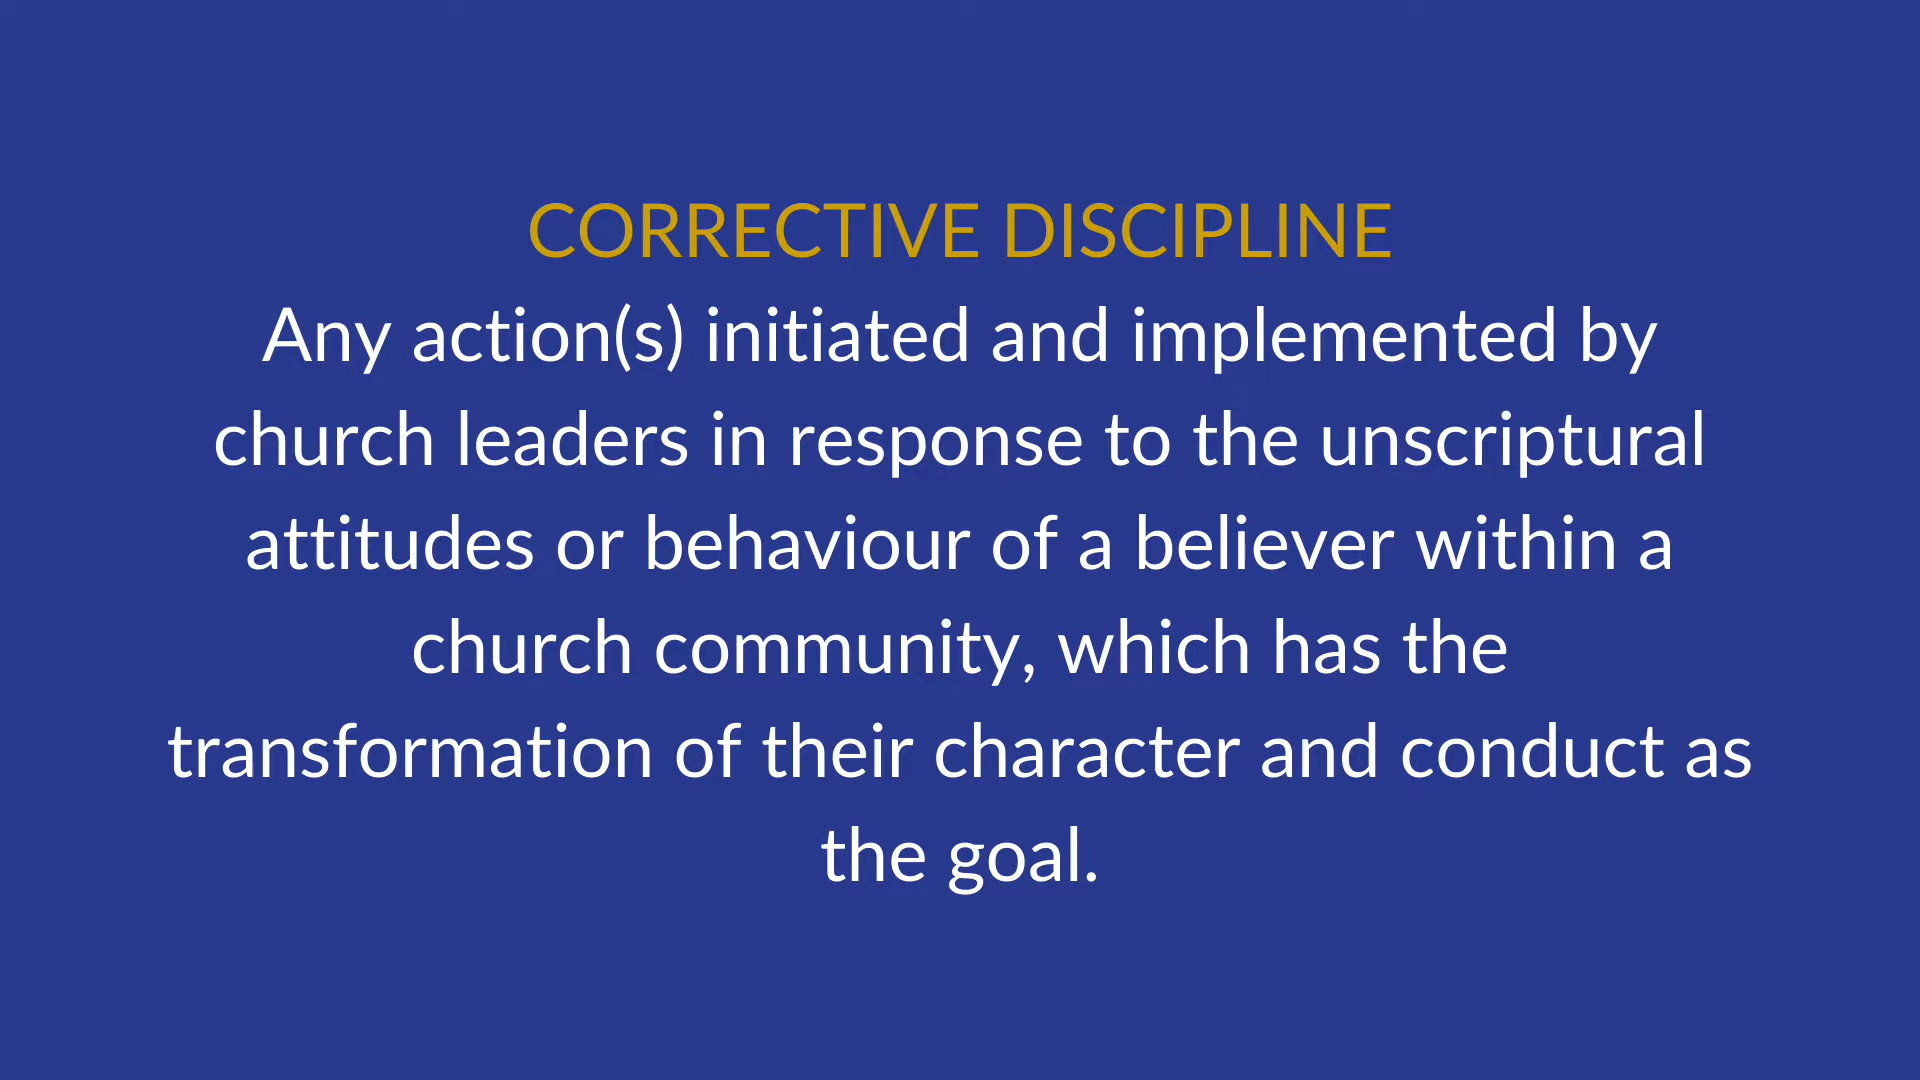 CORRECTIVE DISCIPLINE
Any action(s) initiated and implemented by
church leaders in response to the unscriptural
attitudes or behaviour of a believer within a
church community, which has the
transformation of their character and conduct as
the goal.